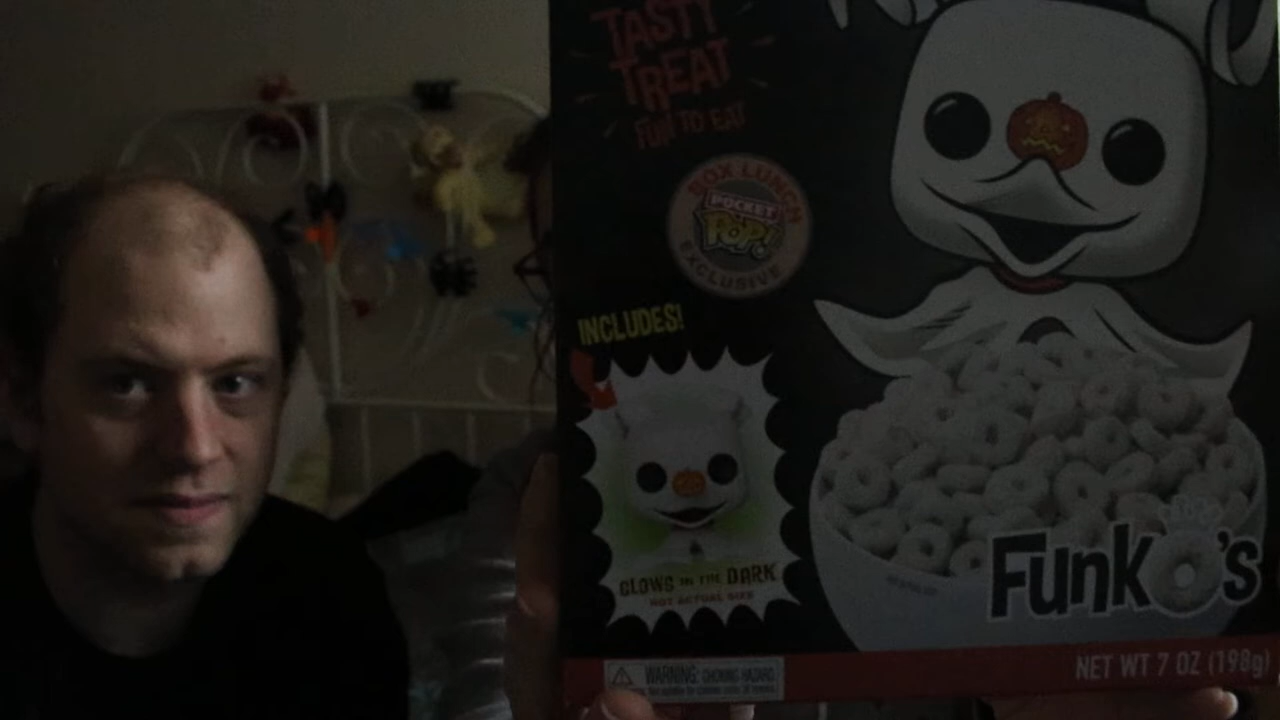 TASTY
TREAT
FUN TO EAT
BOX LUNCH
POCKET
POP!
EXCLUSIVE
INCLUDES!
GLOWS IN THE DARK
NOT ACTUAL SIZE
FunkO's
WARNING: CHOKING HAZARD
NET WT 7 OZ (198g)